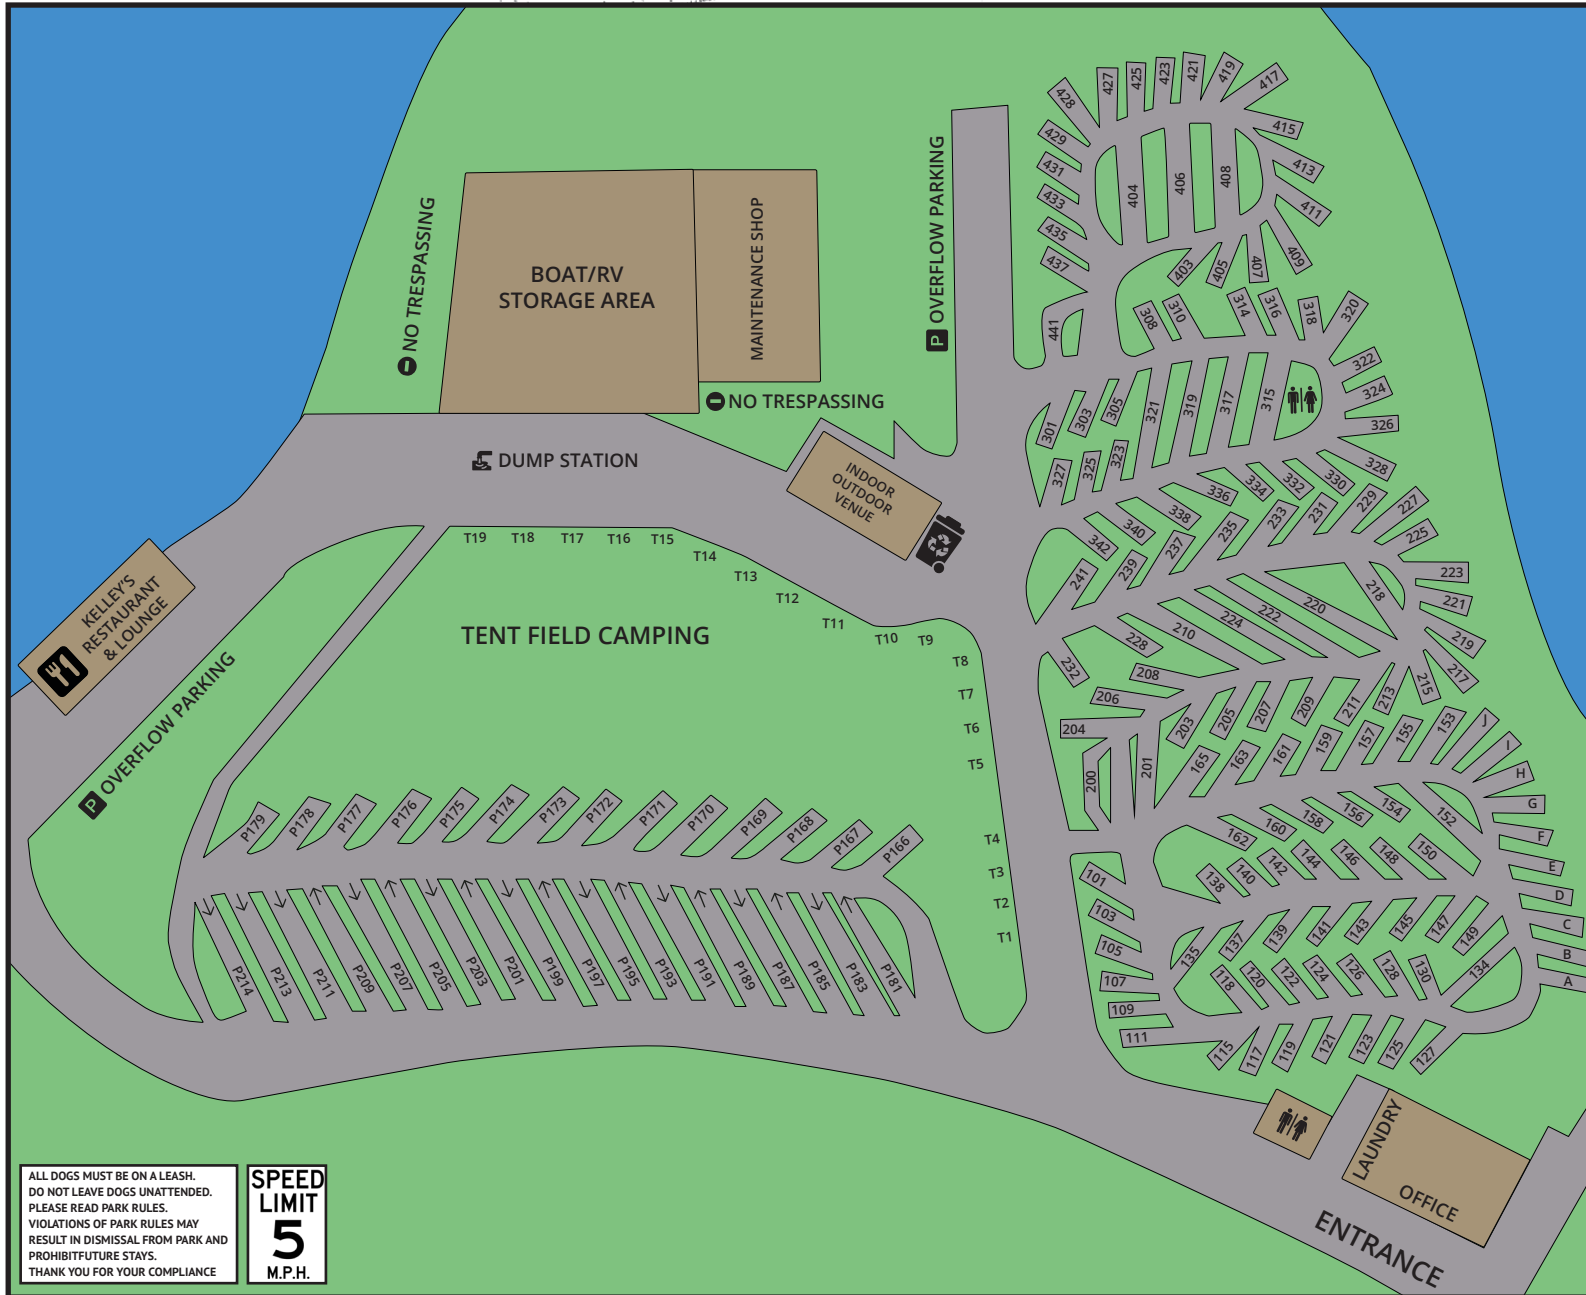 427
425
423
421
419
417
428
415
429
413
431
411
433
404
406
408
435
409
437
403
405
407
OVERFLOW PARKING
P
NO TRESPASSING
BOAT/RV
STORAGE AREA
MAINTENANCE SHOP
NO TRESPASSING
441
308
310
314
316
318
320
322
324
326
328
301
303
305
321
319
317
315
327
325
323
336
334
332
330
338
340
342
229
227
225
231
233
235
237
239
241
223
221
219
217
215
218
220
222
224
210
228
232
208
206
204
200
201
203
205
207
209
211
213
DUMP STATION
INDOOR
OUTDOOR
VENUE
KELLEY'S
RESTAURANT
& LOUNGE
P
OVERFLOW PARKING
T19
T18
T17
T16
T15
T14
T13
T12
T11
T10
T9
T8
T7
T6
T5
T4
T3
T2
T1
TENT FIELD CAMPING
165
163
161
159
157
155
153
J
I
H
G
F
E
D
C
B
A
162
160
158
156
154
152
138
140
142
144
146
148
150
101
103
105
107
109
111
135
137
139
141
143
145
147
149
118
120
122
124
126
128
130
134
115
117
119
121
123
125
127
P179
P178
P177
P176
P175
P174
P173
P172
P171
P170
P169
P168
P167
P166
P214
P213
P211
P209
P207
P205
P203
P201
P199
P197
P195
P193
P191
P189
P187
P185
P183
P181
LAUNDRY
OFFICE
ENTRANCE
ALL DOGS MUST BE ON A LEASH.
DO NOT LEAVE DOGS UNATTENDED.
PLEASE READ PARK RULES.
VIOLATIONS OF PARK RULES MAY
RESULT IN DISMISSAL FROM PARK AND
PROHIBITFUTURE STAYS.
THANK YOU FOR YOUR COMPLIANCE
SPEED
LIMIT
5
M.P.H.